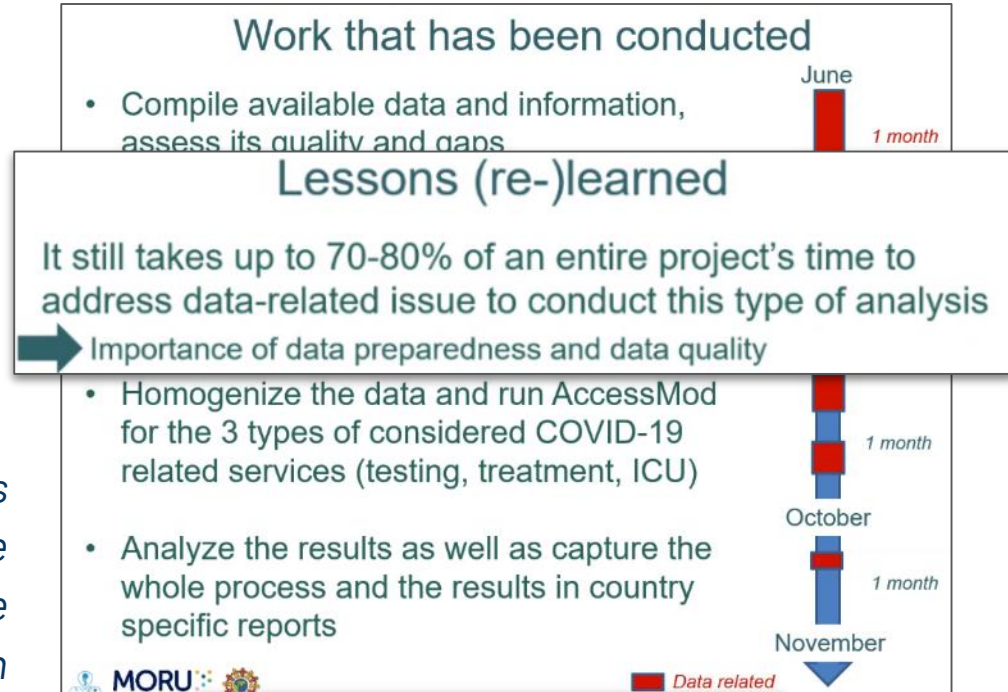 Work that has been conducted
June
• Compile available data and information,
assess its quality and gaps
1 month
Lessons (re-)learned
It still takes up to 70-80% of an entire project's time to
address data-related issue to conduct this type of analysis
Importance of data preparedness and data quality
• Homogenize the data and run AccessMod
for the 3 types of considered COVID-19
related services (testing, treatment, ICU)
1 month
October
• Analyze the results as well as capture the
whole process and the results in country
specific reports
1 month
November
MORU
Data related